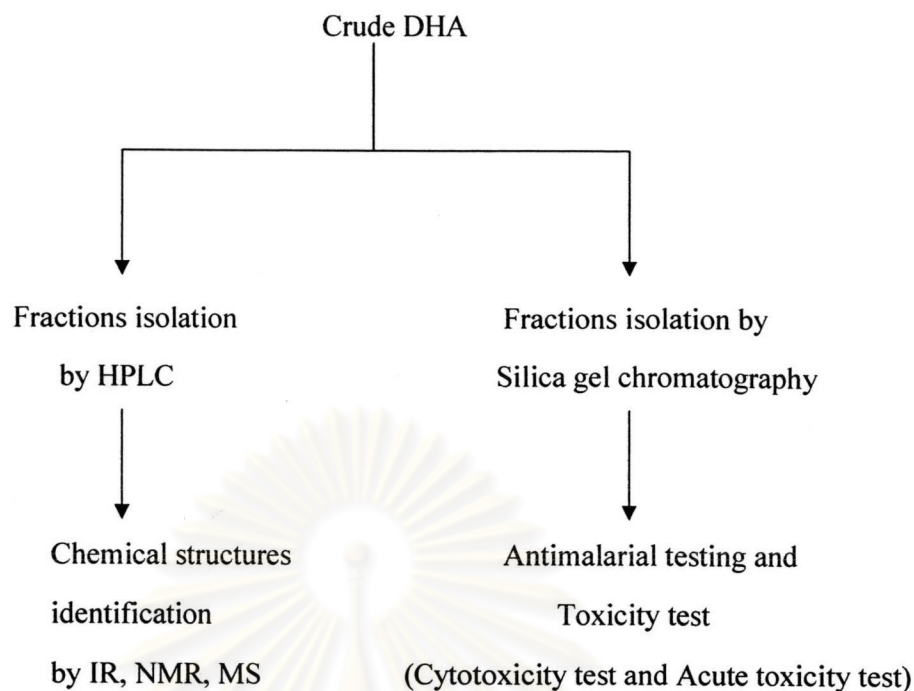 Crude DHA
Fractions isolation
by HPLC
Fractions isolation by
Silica gel chromatography
Chemical structures
identification
by IR, NMR, MS
Antimalarial testing and
Toxicity test
(Cytotoxicity test and Acute toxicity test)